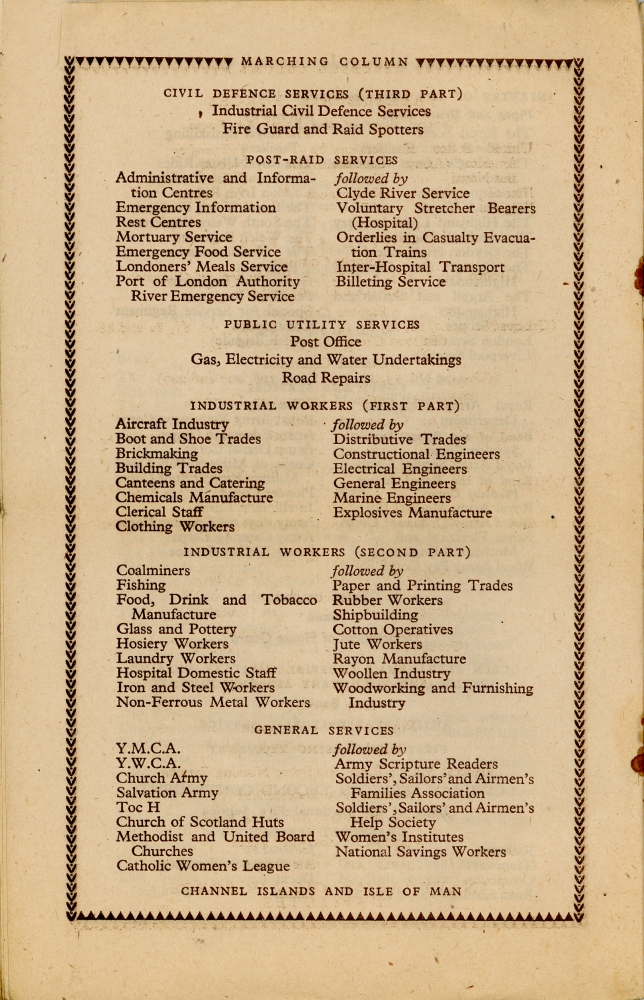 MARCHING COLUMN
CIVIL DEFENCE SERVICES (THIRD PART)
Industrial Civil Defence Services
Fire Guard and Raid Spotters
POST-RAID SERVICES
Administrative and Informa-
tion Centres
Emergency Information
Rest Centres
Mortuary Service
Emergency Food Service
Londoners' Meals Service
Port of London Authority
River Emergency Service
followed by
Clyde River Service
Voluntary Stretcher Bearers
(Hospital)
Orderlies in Casualty Evacua-
tion Trains
Inter-Hospital Transport
Billeting Service
PUBLIC UTILITY SERVICES
Post Office
Gas, Electricity and Water Undertakings
Road Repairs
INDUSTRIAL WORKERS (FIRST PART)
Aircraft Industry
Boot and Shoe Trades
Brickmaking
Building Trades
Canteens and Catering
Chemicals Manufacture
Clerical Staff
Clothing Workers
followed by
Distributive Trades
Constructional Engineers
Electrical Engineers
General Engineers
Marine Engineers
Explosives Manufacture
INDUSTRIAL WORKERS (SECOND PART)
Coalminers
Fishing
Food, Drink and Tobacco
Manufacture
Glass and Pottery
Hosiery Workers
Laundry Workers
Hospital Domestic Staff
Iron and Steel Workers
Non-Ferrous Metal Workers
followed by
Paper and Printing Trades
Rubber Workers
Shipbuilding
Cotton Operatives
Jute Workers
Rayon Manufacture
Woollen Industry
Woodworking and Furnishing
Industry
GENERAL SERVICES
Y.M.C.A.
Y.W.C.A.
Church Army
Salvation Army
Toc H
Church of Scotland Huts
Methodist and United Board
Churches
Catholic Women's League
followed by
Army Scripture Readers
Soldiers', Sailors' and Airmen's
Families Association
Soldiers', Sailors' and Airmen's
Help Society
Women's Institutes
National Savings Workers
CHANNEL ISLANDS AND ISLE OF MAN